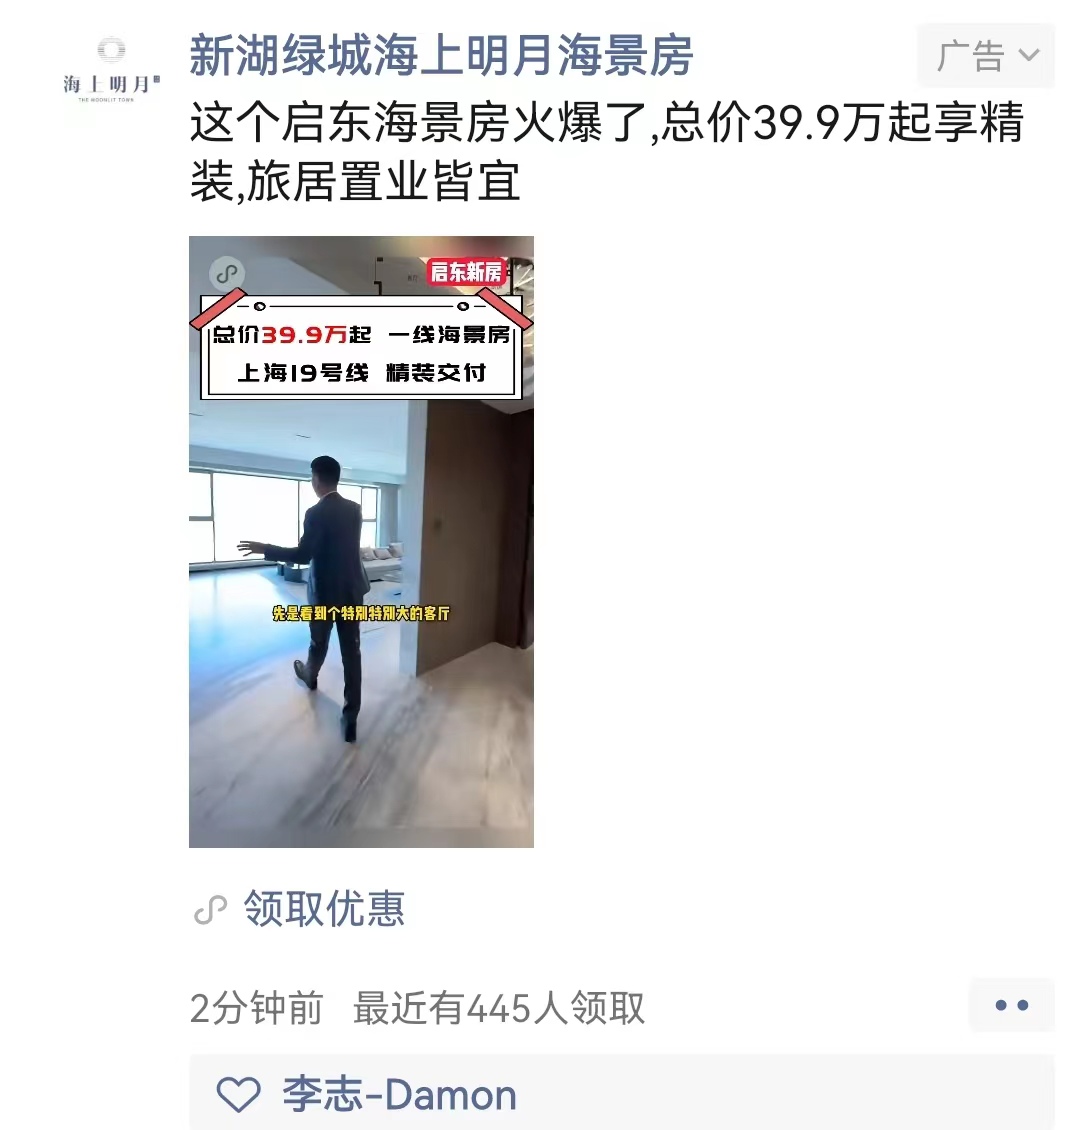 新湖绿城海上明月海景房
广告
海上明月
THE MOONLIT TOWN
这个启东海景房火爆了,总价39.9万起享精
装,旅居置业皆宜
启东新房
总价39.9万起 一线海景房
上海19号线 精装交付
先是看到个特别特别大的客厅
领取优惠
2分钟前 最近有445人领取
李志-Damon